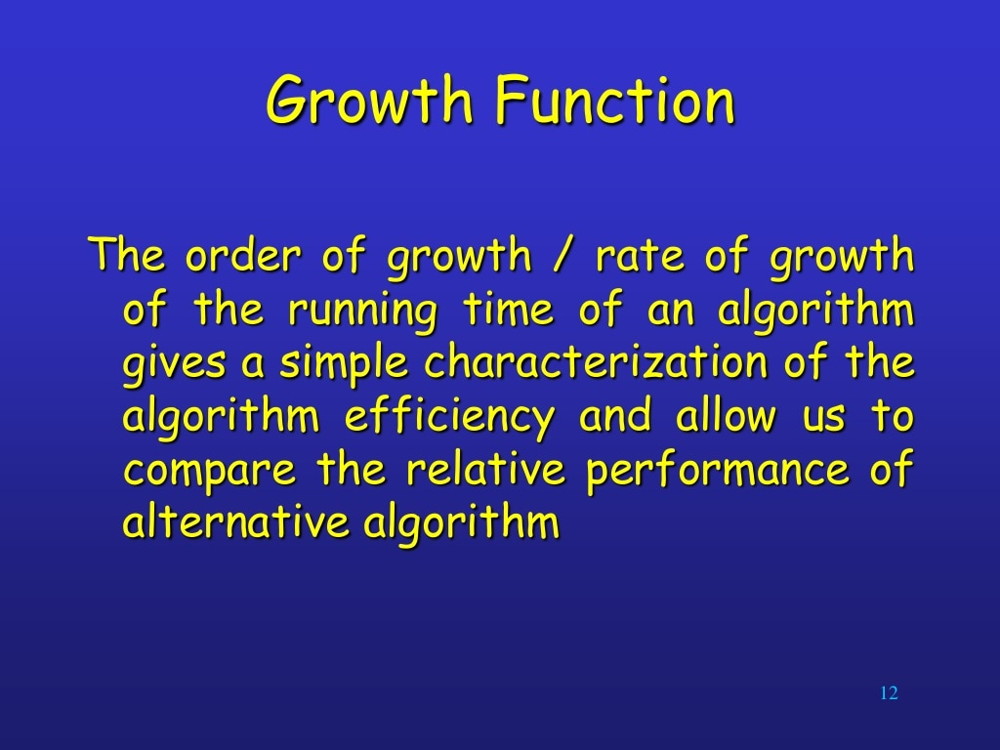 Growth Function
The order of growth / rate of growth
of the running time of an algorithm
gives a simple characterization of the
algorithm efficiency and allow us to
compare the relative performance of
alternative algorithm
12